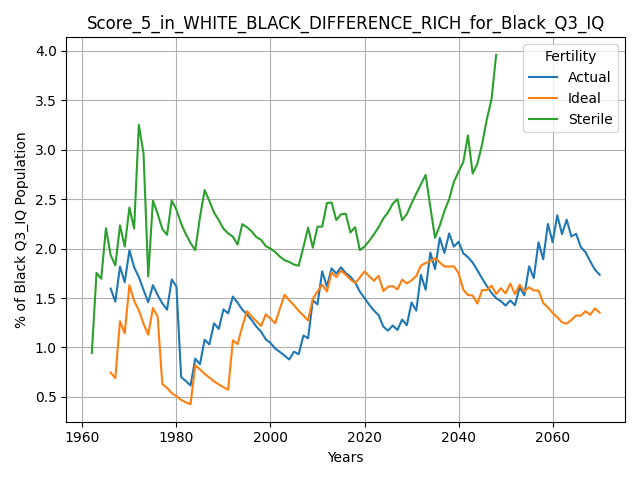 Score_5_in_WHITE_BLACK_DIFFERENCE_RICH_for_Black_Q3_IQ
Fertility
Actual
Ideal
Sterile
% of Black Q3_IQ Population
4.0
3.5
3.0
2.5
2.0
1.5
1.0
0.5
1960 1980 2000 2020 2040 2060
Years